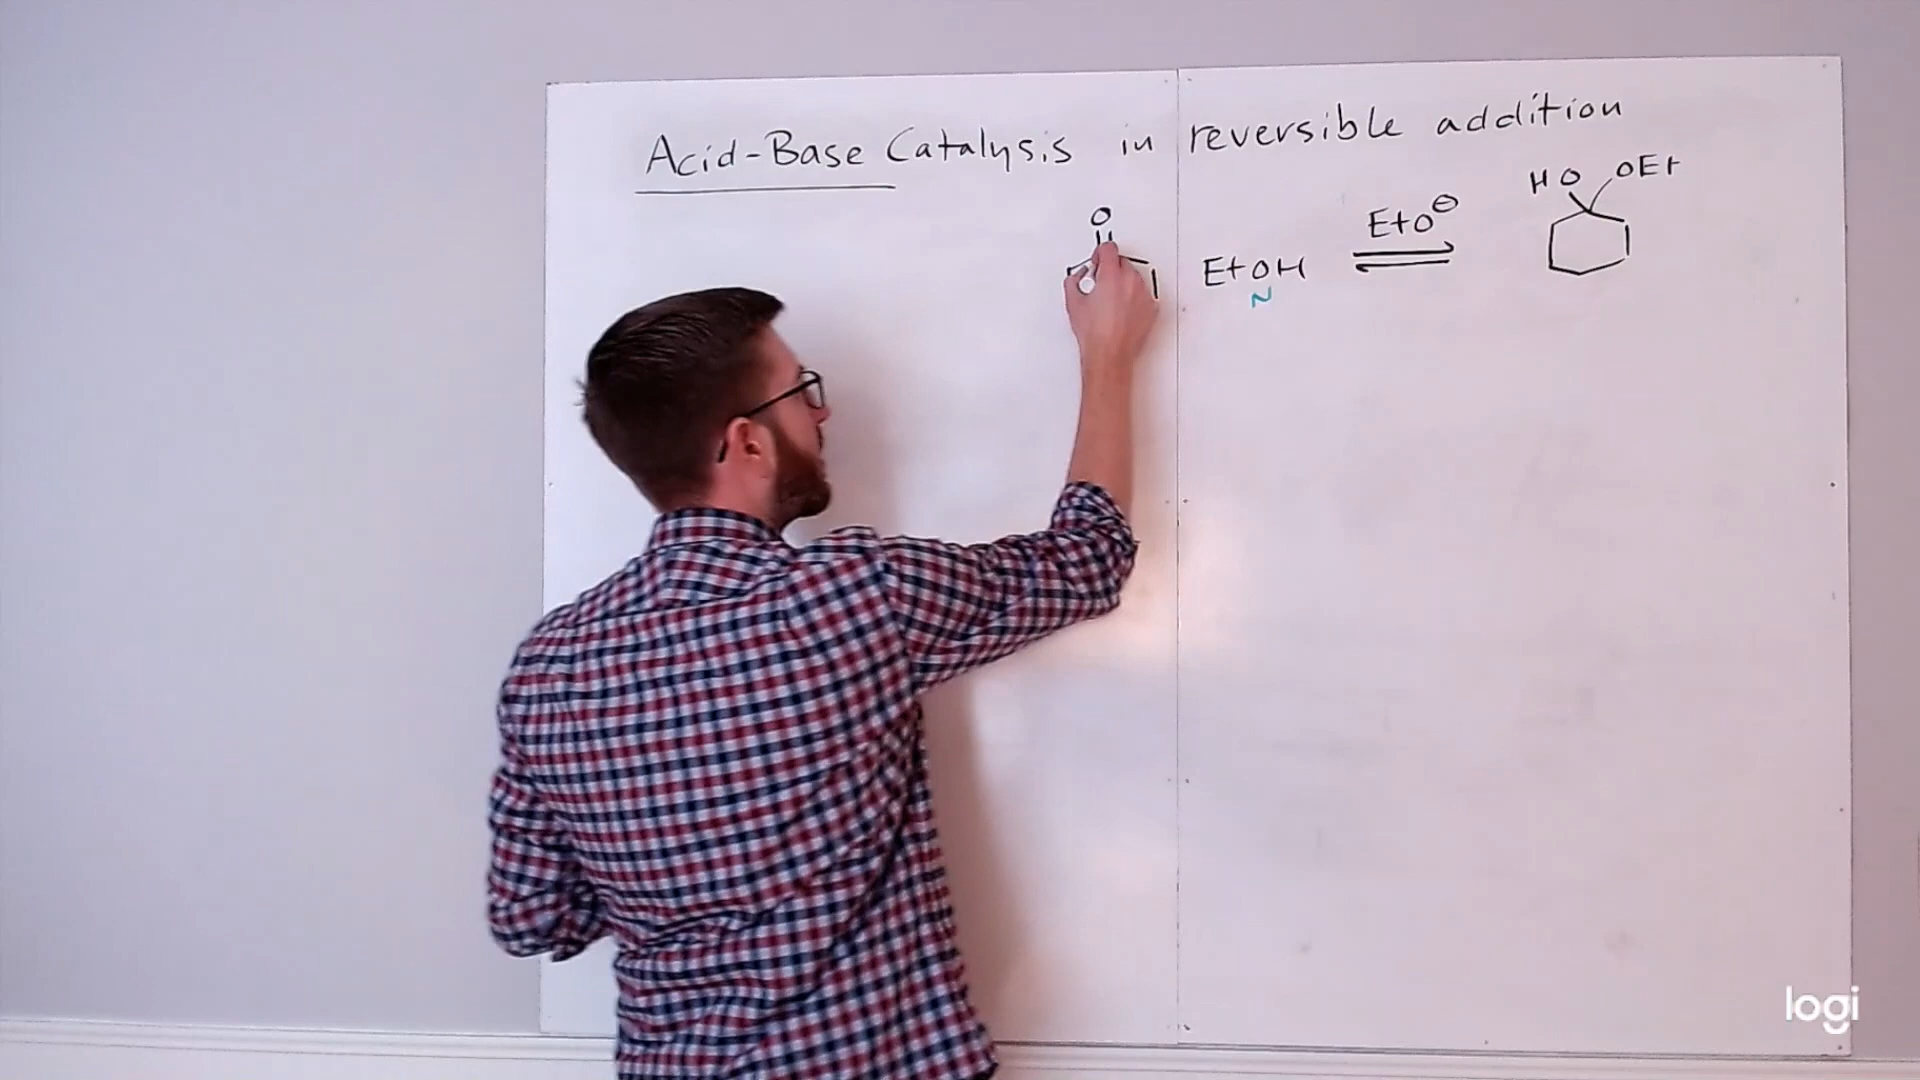 Acid-Base Catalysis in reversible addition
O EtOH EtO⊖ HO OEt
N
logi